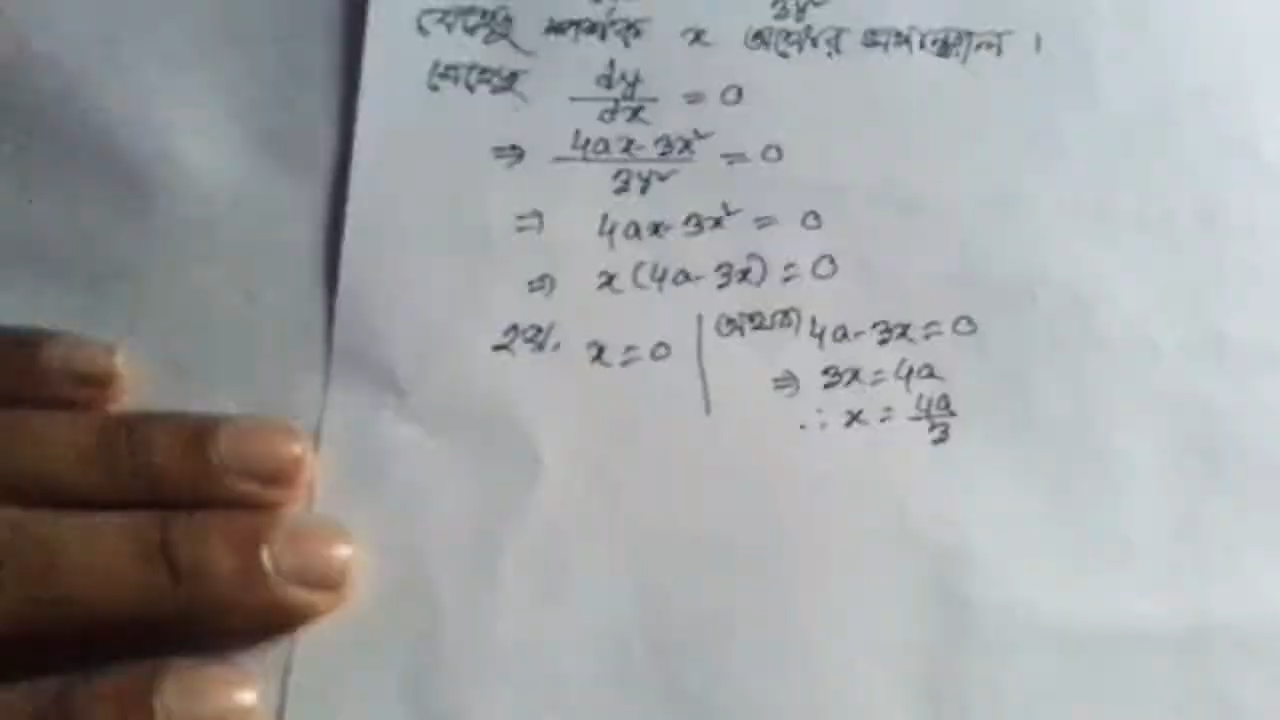 3y²
যেহেতু স্পর্শক x অক্ষের সমান্তরাল ।
সেহেতু dy/dx = 0
⇒ 4ax-3x²/3y² = 0
⇒ 4ax-3x² = 0
⇒ x(4a-3x) = 0
হয়, x=0 | অথবা 4a-3x=0
⇒ 3x=4a
∴ x = 4a/3